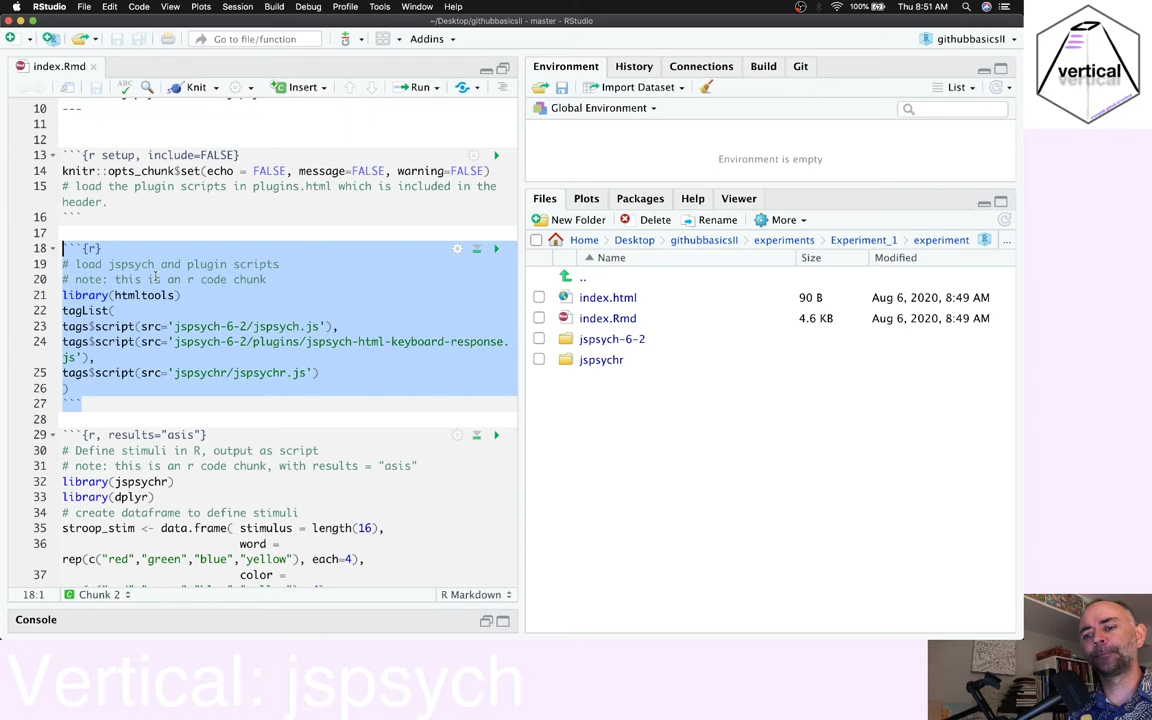 RStudio File Edit Code View Plots Session Build Debug Profile Tools Window Help 100% Thu 8:51 AM
~/Desktop/githubbasicsII - master - RStudio
Go to file/function Addins githubbasicsII
index.Rmd
ABC Knit Insert Run
10 ---
11
12
13 ```{r setup, include=FALSE}
14 knitr::opts_chunk$set(echo = FALSE, message=FALSE, warning=FALSE)
15 # load the plugin scripts in plugins.html which is included in the
header.
16 ```
17
18 ```{r}
19 # load jspsych and plugin scripts
20 # note: this is an r code chunk
21 library(htmltools)
22 tagList(
23 tags$script(src='jspsych-6-2/jspsych.js'),
24 tags$script(src='jspsych-6-2/plugins/jspsych-html-keyboard-response.
js'),
25 tags$script(src='jspsychr/jspsychr.js')
26 )
27 ```
28
29 ```{r, results="asis"}
30 # Define stimuli in R, output as script
31 # note: this is an r code chunk, with results = "asis"
32 library(jspsychr)
33 library(dplyr)
34 # create dataframe to define stimuli
35 stroop_stim <- data.frame( stimulus = length(16),
36 word =
rep(c("red","green","blue","yellow"), each=4),
37 color =
18:1 Chunk 2 R Markdown
Console
Environment History Connections Build Git
Import Dataset List
Global Environment
Environment is empty
Files Plots Packages Help Viewer
New Folder Delete Rename More
Home Desktop githubbasicsII experiments Experiment_1 experiment ...
Name Size Modified
..
index.html 90 B Aug 6, 2020, 8:49 AM
index.Rmd 4.6 KB Aug 6, 2020, 8:49 AM
jspsych-6-2
jspsychr
vertical
Vertical: jspsych